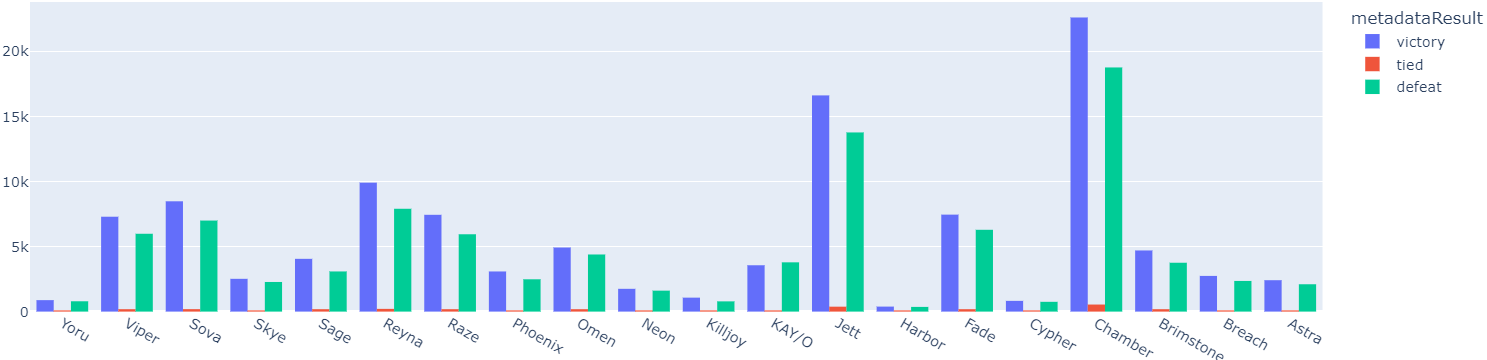 metadataResult
victory
tied
defeat
20k
15k
10k
5k
0
Yoru
Viper
Sova
Skye
Sage
Reyna
Raze
Phoenix
Omen
Neon
Killjoy
KAY/O
Jett
Harbor
Fade
Cypher
Chamber
Brimstone
Breach
Astra